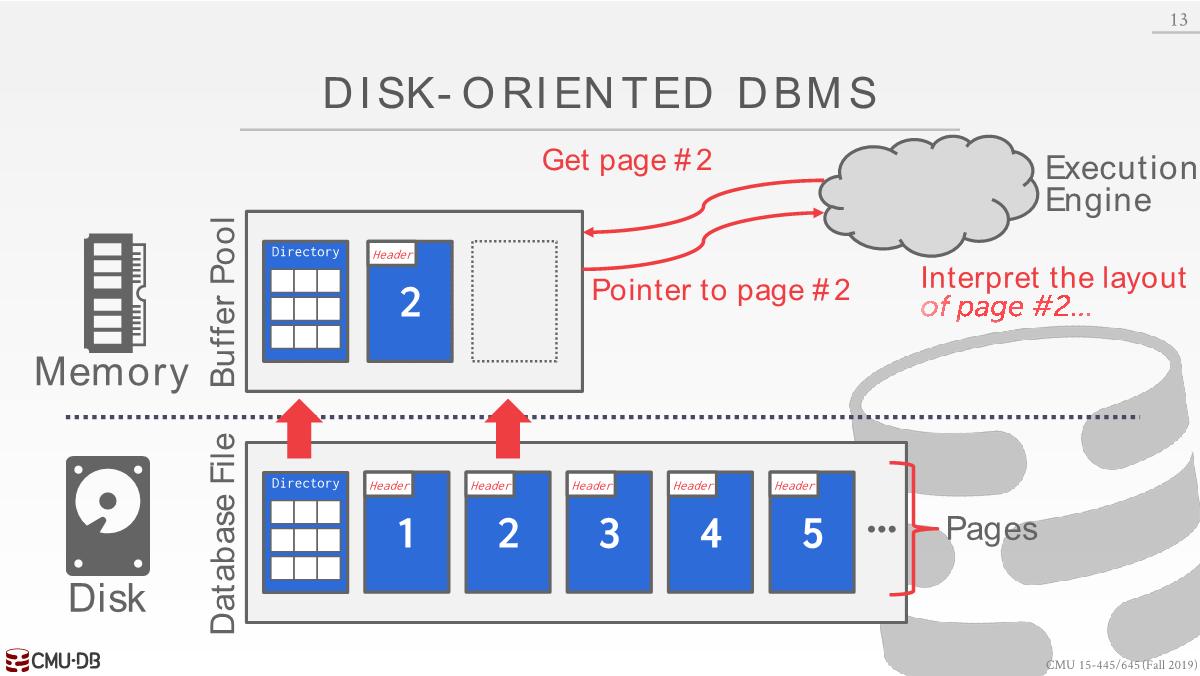 13
DISK-ORIENTED DBMS
Get page #2
Execution
Engine
Buffer Pool
Directory
Header
2
Pointer to page #2
Interpret the layout
of page #2...
Memory
Database File
Directory
Header
1
Header
2
Header
3
Header
4
Header
5
...
Pages
Disk
CMU·DB
CMU 15-445/645 (Fall 2019)